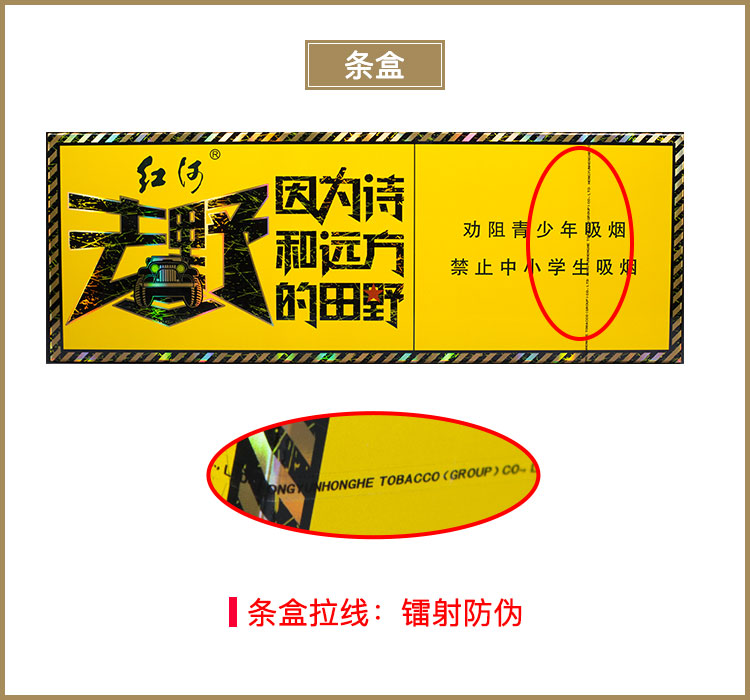 条盒
红河®
去野
因为诗
和远方
的田野
劝阻青少年吸烟
禁止中小学生吸烟
HONGYUNHONGHE TOBACCO (GROUP) CO., L
条盒拉线：镭射防伪